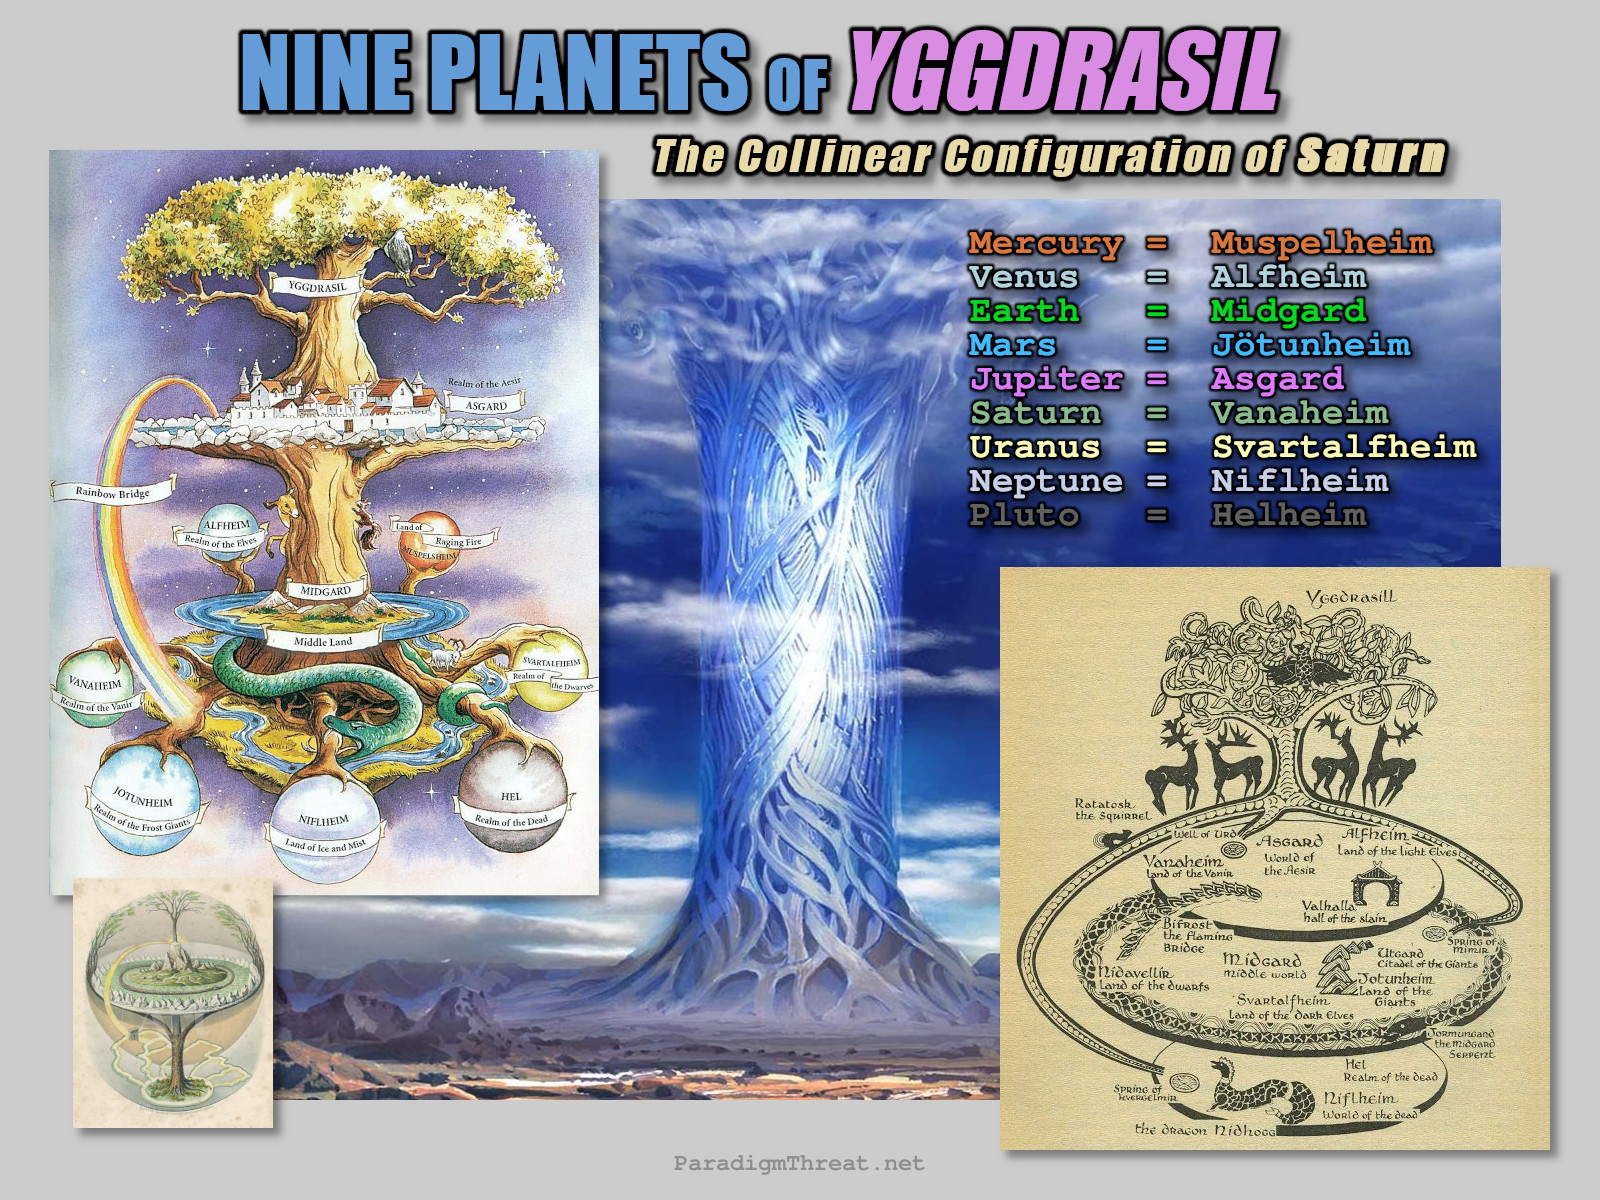 NINE PLANETS OF YGGDRASIL
The Collinear Configuration of Saturn
Mercury = Muspelheim
Venus = Alfheim
Earth = Midgard
Mars = Jötunheim
Jupiter = Asgard
Saturn = Vanaheim
Uranus = Svartalfheim
Neptune = Niflheim
Pluto = Helheim
YGGDRASIL
Realm of the Aesir
ASGARD
Rainbow Bridge
ALFHEIM
Realm of the Elves
Land of
Raging Fire
MUSPELSHEIM
MIDGARD
Middle Land
VANAHEIM
Realm of the Vanir
SVARTALFHEIM
Realm of
the Dwarves
JOTUNHEIM
Realm of the Frost Giants
NIFLHEIM
Land of Ice and Mist
HEL
Realm of the Dead
Yggdrasill
Ratatosk
the Squirrel
Well of Urd
Asgard
World of
the Aesir
Alfheim
Land of the Light Elves
Vanaheim
Land of the Vanir
Valhalla
hall of the slain
Bifrost
the flaming
Bridge
Spring of
Mimir
Midgard
Middle world
Utgard
Citadel of the Giants
Nidavellir
Land of the dwarfs
Jotunheim
Land of the
Giants
Svartalfheim
Land of the Dark Elves
Jormungand
the Midgard
Serpent
Hel
Realm of the dead
Spring of
Hvergelmir
Niflheim
World of the dead
the dragon Nidhogg
ParadigmThreat.net